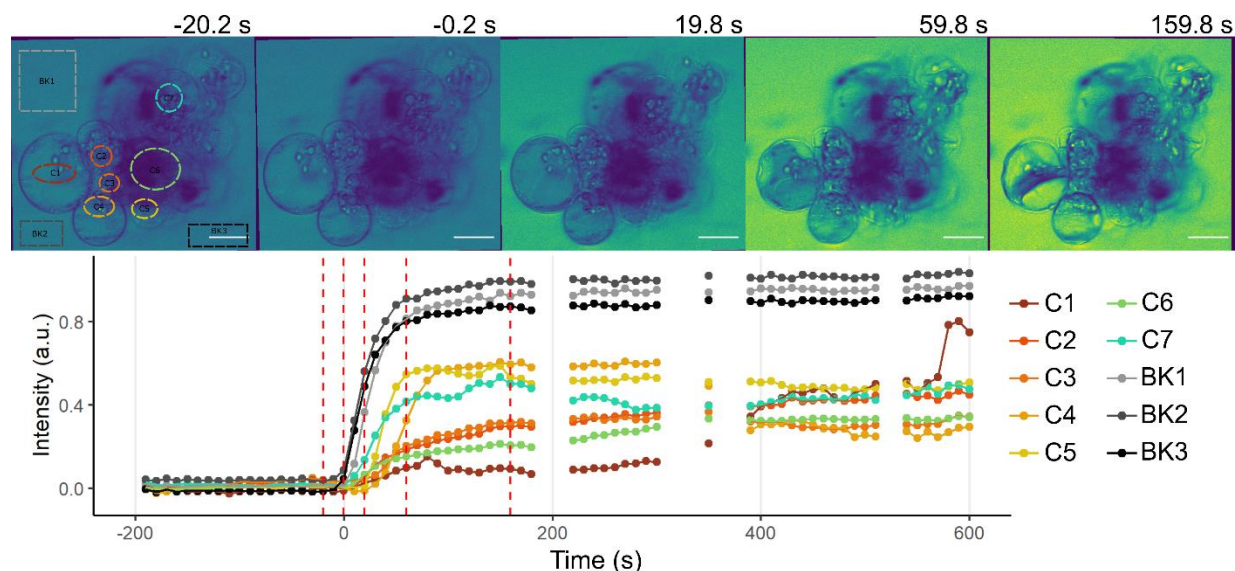 -20.2 s
-0.2 s
19.8 s
59.8 s
159.8 s
BK1
C7
C2
C1
C6
C3
C4
C5
BK2
BK3
Intensity (a.u.)
0.8
0.4
0.0
-200
0
200
400
600
Time (s)
C1
C2
C3
C4
C5
C6
C7
BK1
BK2
BK3